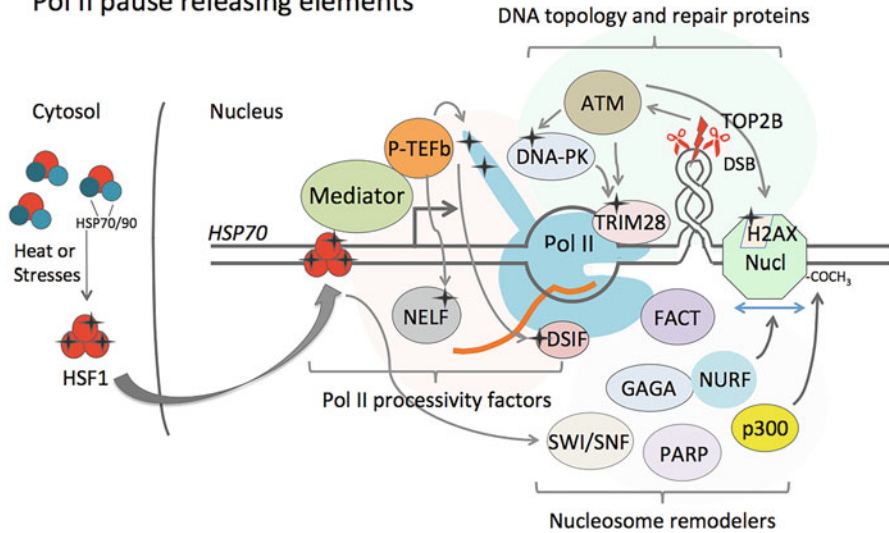 Pol II pause releasing elements
DNA topology and repair proteins
Cytosol
Nucleus
ATM
P-TEFb
TOP2B
DNA-PK
DSB
Mediator
HSP70/90
TRIM28
HSP70
Pol II
H2AX
Heat or
Stresses
Nucl
-COCH3
NELF
FACT
DSIF
HSF1
GAGA
NURF
Pol II processivity factors
p300
SWI/SNF
PARP
Nucleosome remodelers